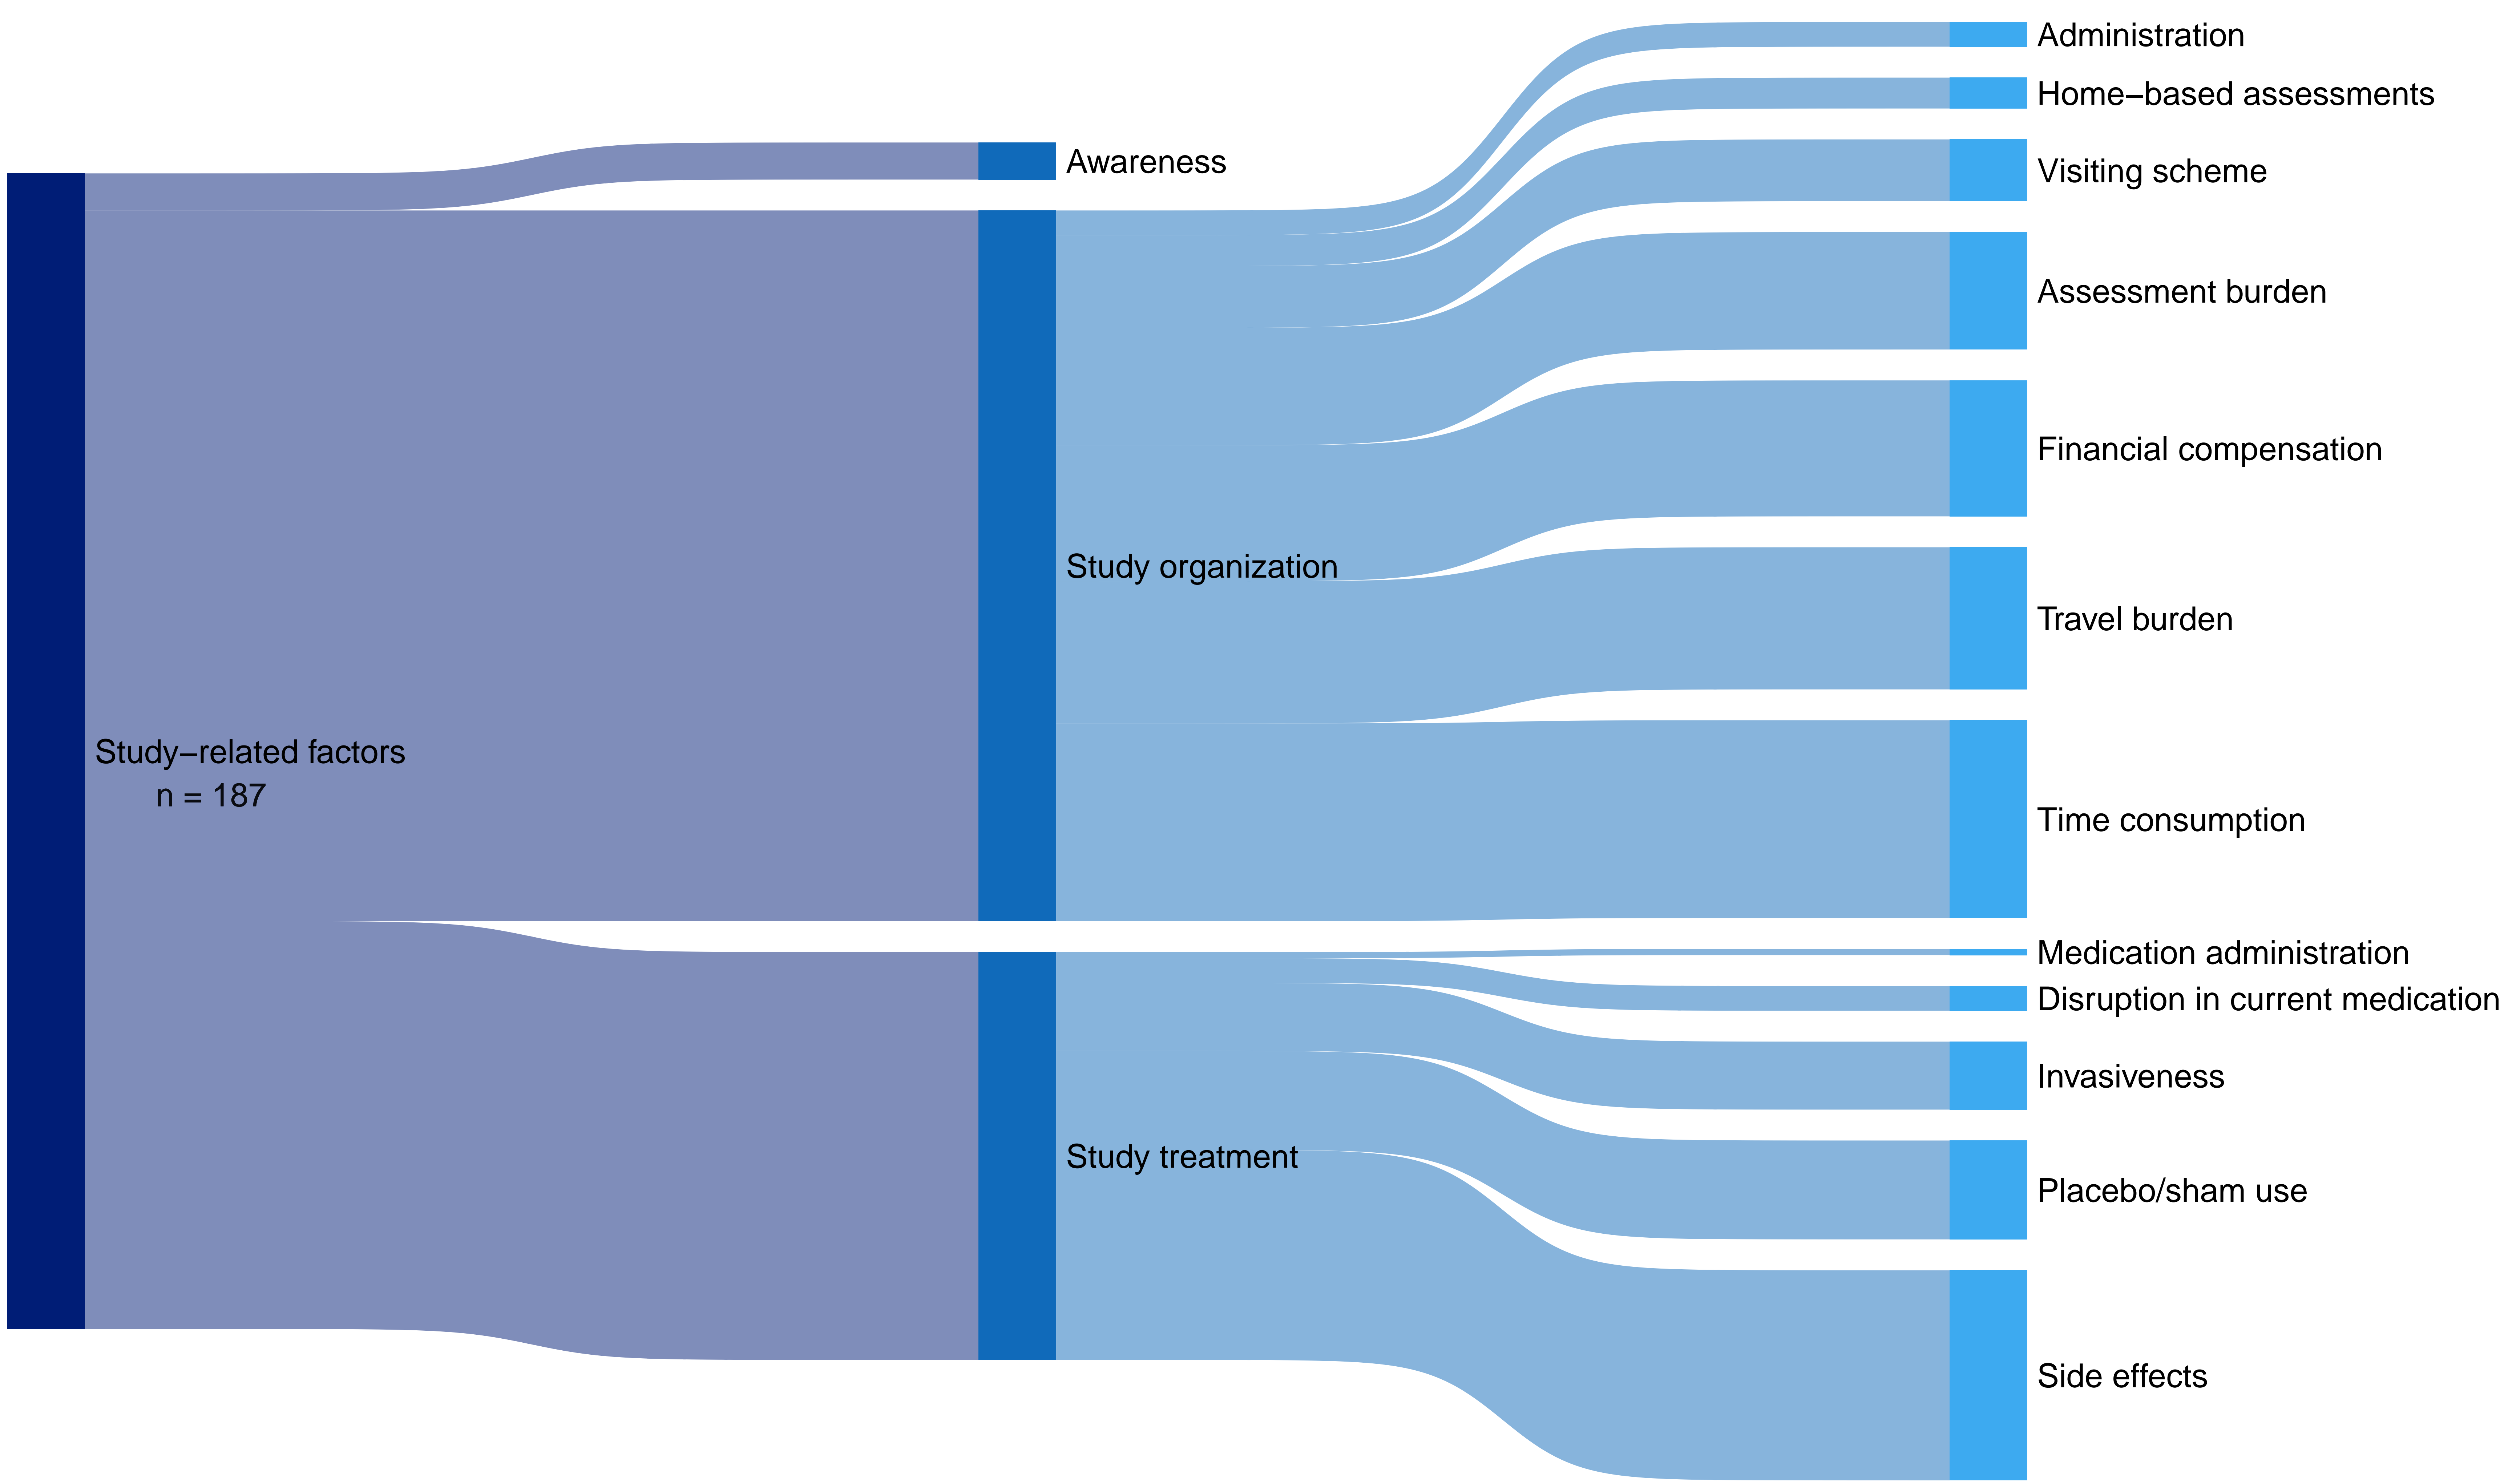 Administration
Home–based assessments
Awareness
Visiting scheme
Assessment burden
Financial compensation
Study organization
Travel burden
Study–related factors
n = 187
Time consumption
Medication administration
Disruption in current medication
Invasiveness
Study treatment
Placebo/sham use
Side effects